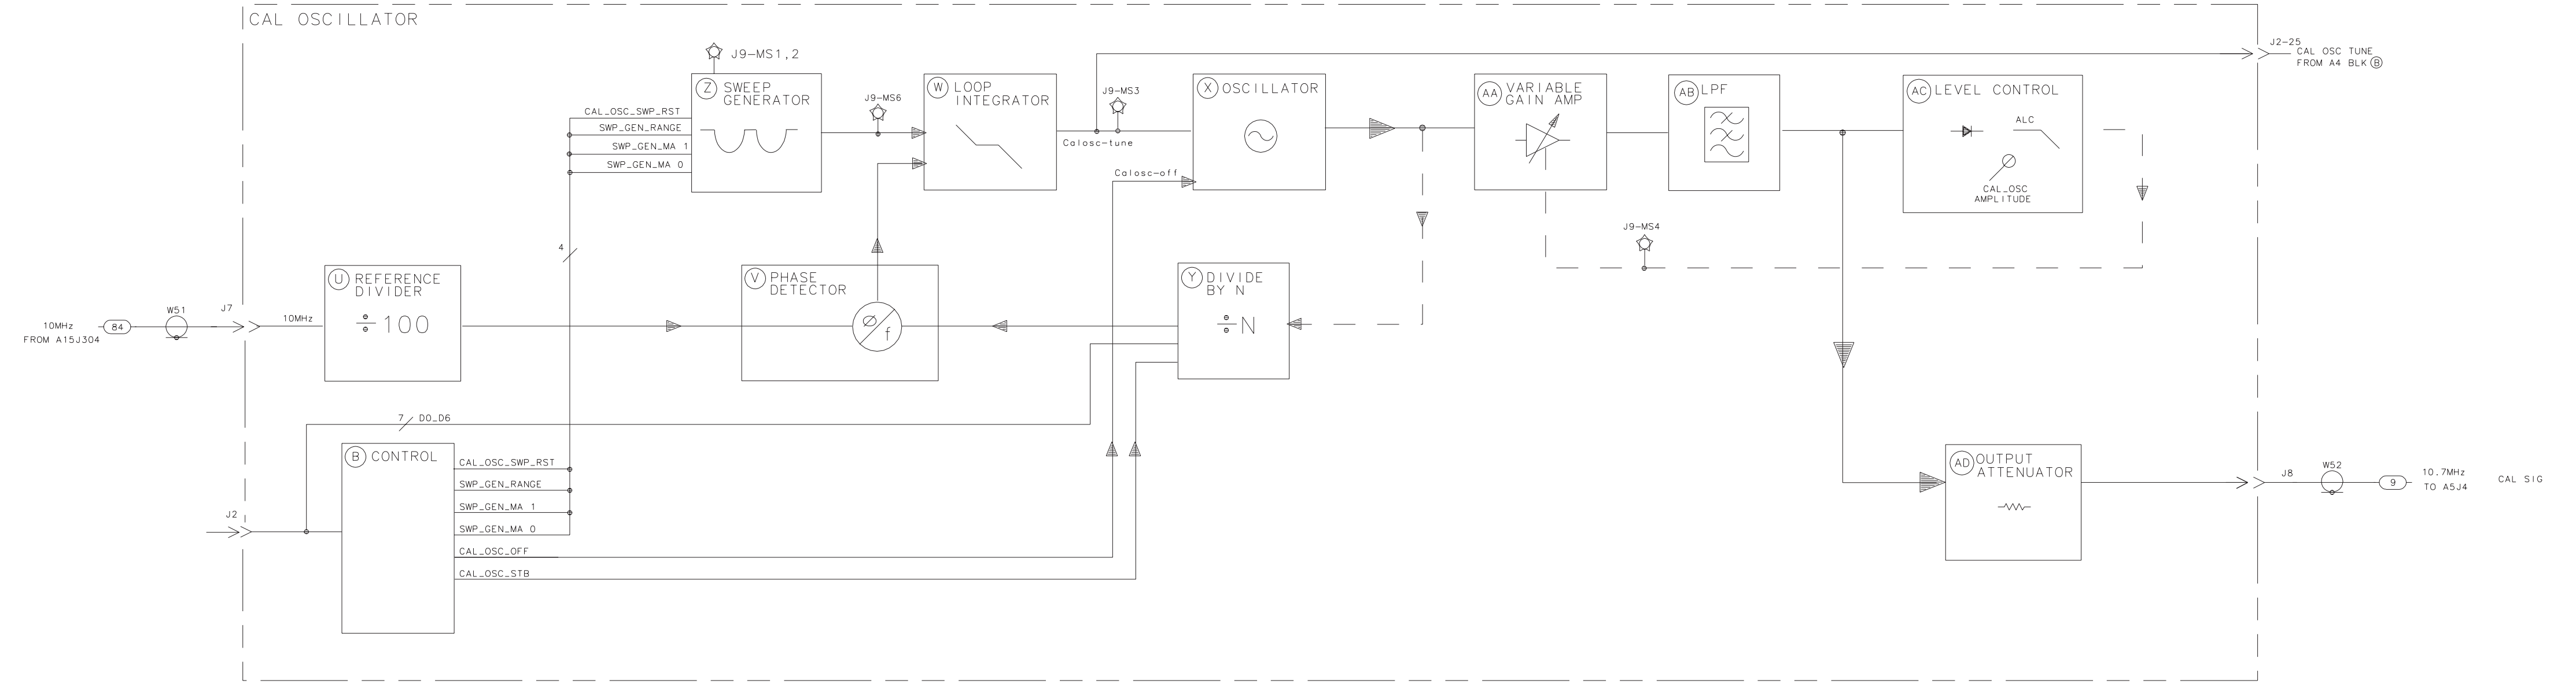 CAL OSCILLATOR
J9-MS1,2
Z SWEEP
GENERATOR
CAL_OSC_SWP_RST
SWP_GEN_RANGE
SWP_GEN_MA 1
SWP_GEN_MA 0
4
J9-MS6
W LOOP
INTEGRATOR
J9-MS3
Calosc-tune
Calosc-off
X OSCILLATOR
AA VARIABLE
GAIN AMP
AB LPF
AC LEVEL CONTROL
ALC
CAL_OSC
AMPLITUDE
J9-MS4
J2-25
CAL OSC TUNE
FROM A4 BLK B
10MHz
FROM A15J304
84
W51
J7
10MHz
U REFERENCE
DIVIDER
÷100
V PHASE
DETECTOR
Ø
f
Y DIVIDE
BY N
÷N
7 D0_D6
J2
B CONTROL
CAL_OSC_SWP_RST
SWP_GEN_RANGE
SWP_GEN_MA 1
SWP_GEN_MA 0
CAL_OSC_OFF
CAL_OSC_STB
AD OUTPUT
ATTENUATOR
J8
W52
9
10.7MHz
TO A5J4
CAL SIG